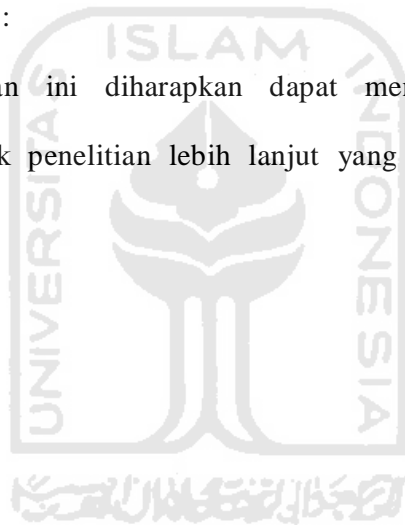 :
an ini diharapkan dapat mer
k penelitian lebih lanjut yang
ISLAM
UNIVERSITAS
INDONESIA